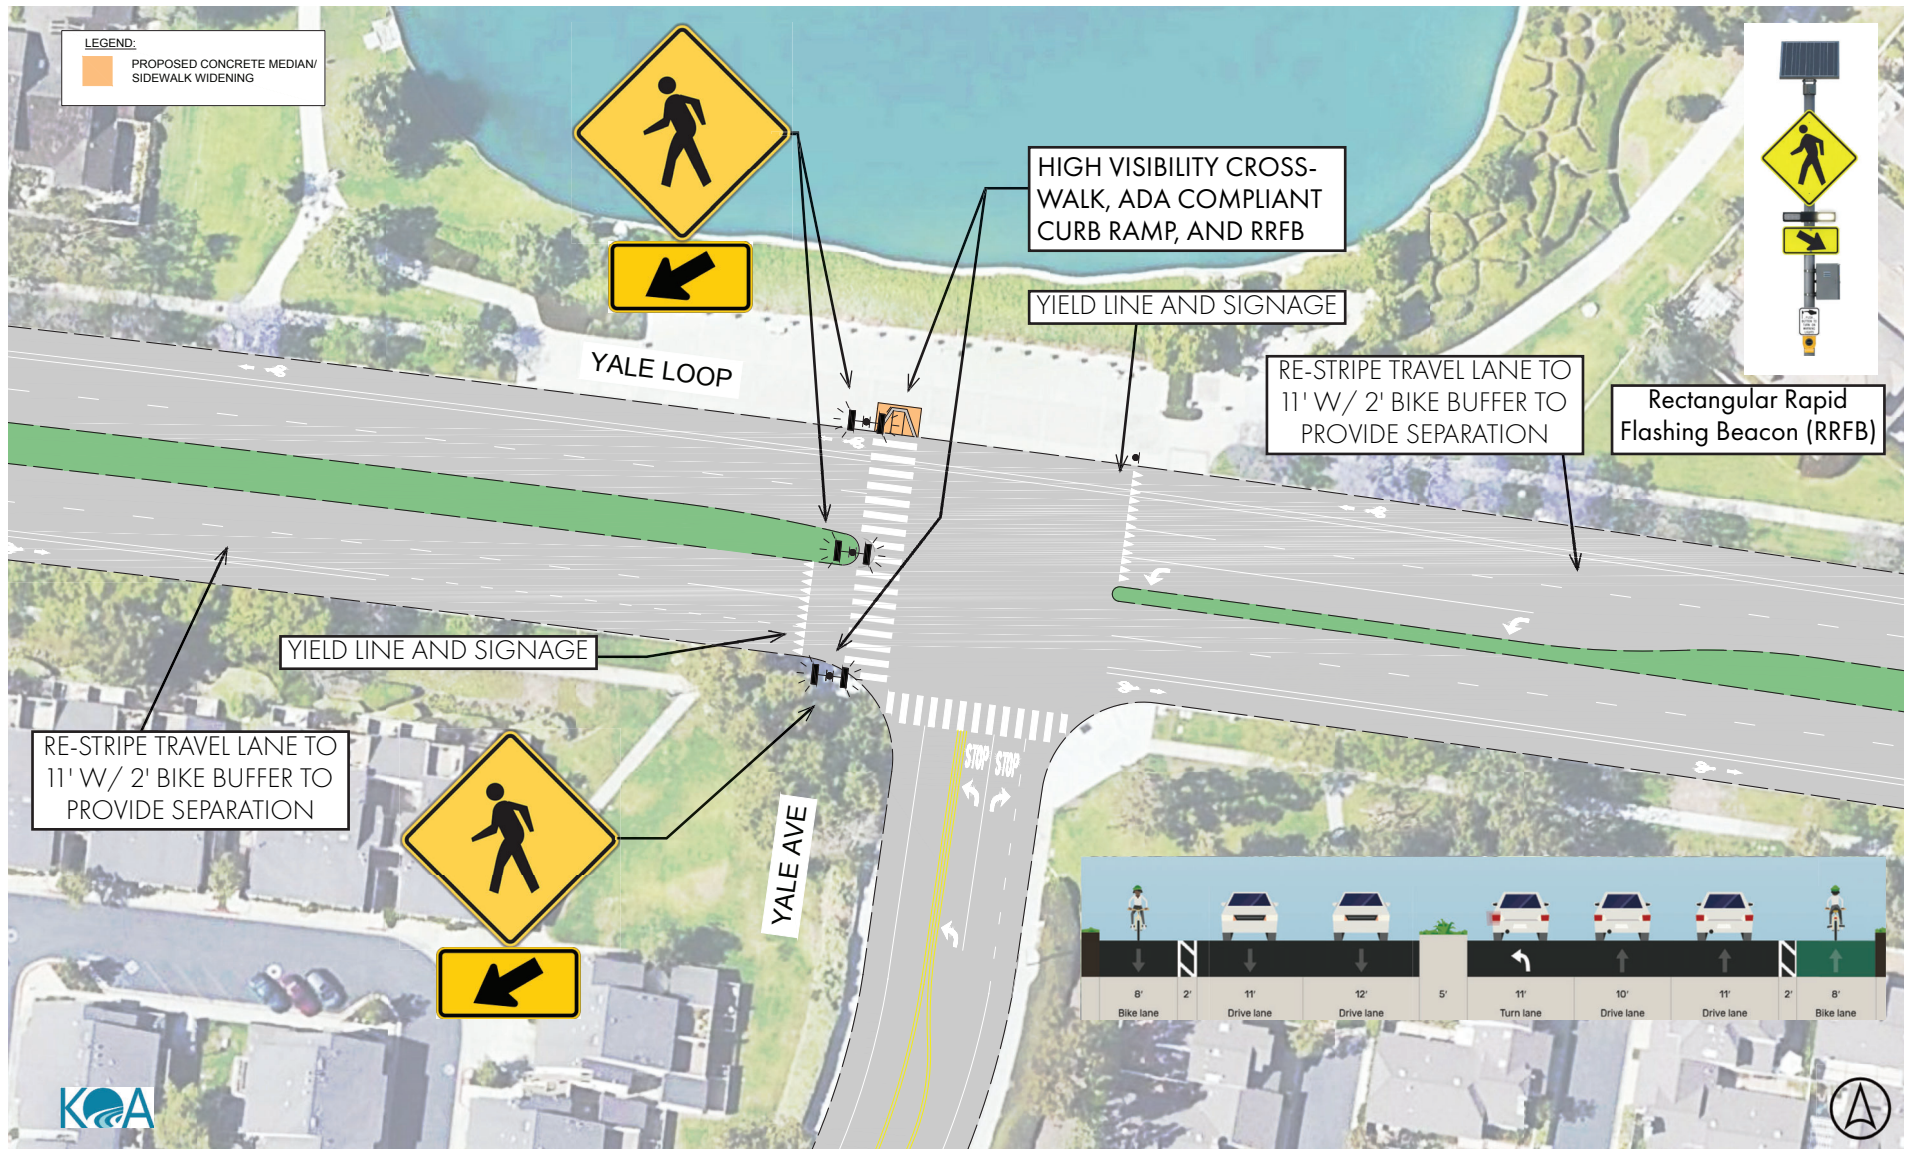 LEGEND:
PROPOSED CONCRETE MEDIAN/
SIDEWALK WIDENING
HIGH VISIBILITY CROSS-
WALK, ADA COMPLIANT
CURB RAMP, AND RRFB
YIELD LINE AND SIGNAGE
YALE LOOP
RE-STRIPE TRAVEL LANE TO
11' W/ 2' BIKE BUFFER TO
PROVIDE SEPARATION
Rectangular Rapid
Flashing Beacon (RRFB)
YIELD LINE AND SIGNAGE
RE-STRIPE TRAVEL LANE TO
11' W/ 2' BIKE BUFFER TO
PROVIDE SEPARATION
STOP STOP
YALE AVE
8' 2' 11' 12' 5' 11' 10' 11' 2' 8'
Bike lane Drive lane Drive lane Turn lane Drive lane Drive lane Bike lane
KOA